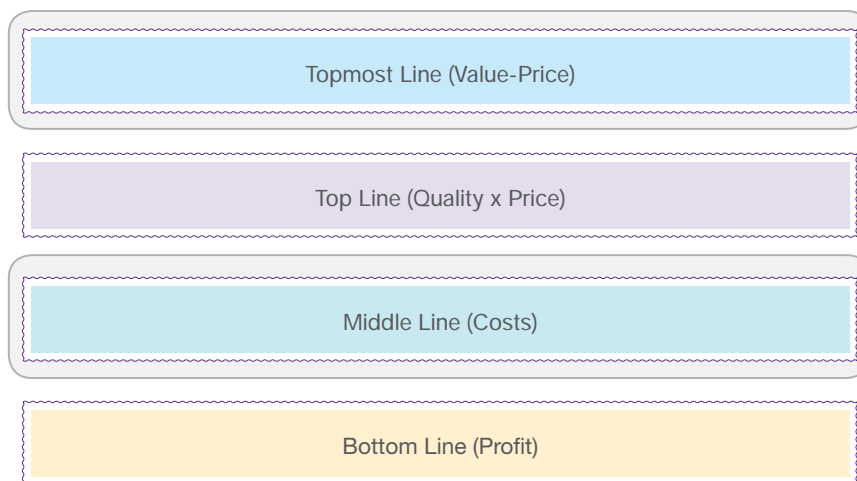 Topmost Line (Value-Price)
Top Line (Quality x Price)
Middle Line (Costs)
Bottom Line (Profit)